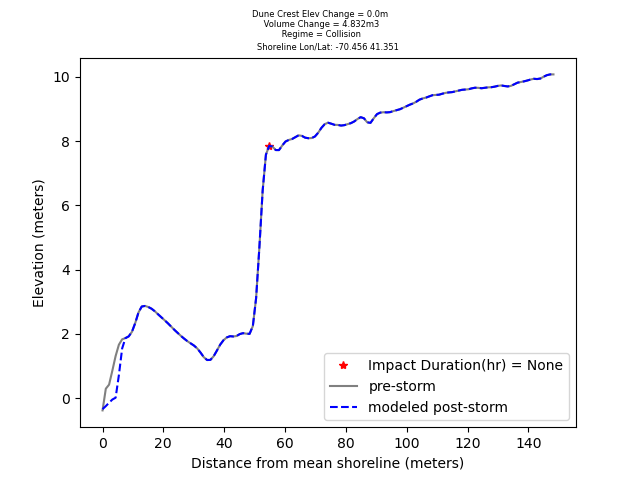 Dune Crest Elev Change = 0.0m
Volume Change = 4.832m3
Regime = Collision
Shoreline Lon/Lat: -70.456 41.351
10
8
6
4
2
0
Elevation (meters)
Impact Duration(hr) = None
pre-storm
modeled post-storm
0 20 40 60 80 100 120 140
Distance from mean shoreline (meters)